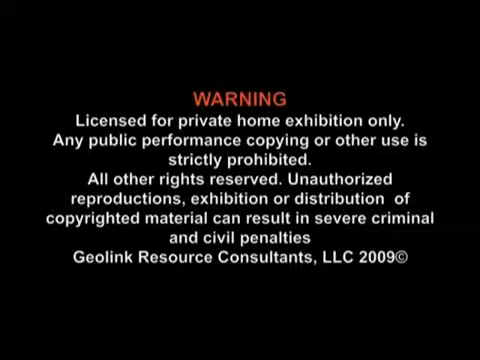 WARNING
Licensed for private home exhibition only.
Any public performance copying or other use is
strictly prohibited.
All other rights reserved. Unauthorized
reproductions, exhibition or distribution of
copyrighted material can result in severe criminal
and civil penalties
Geolink Resource Consultants, LLC 2009©